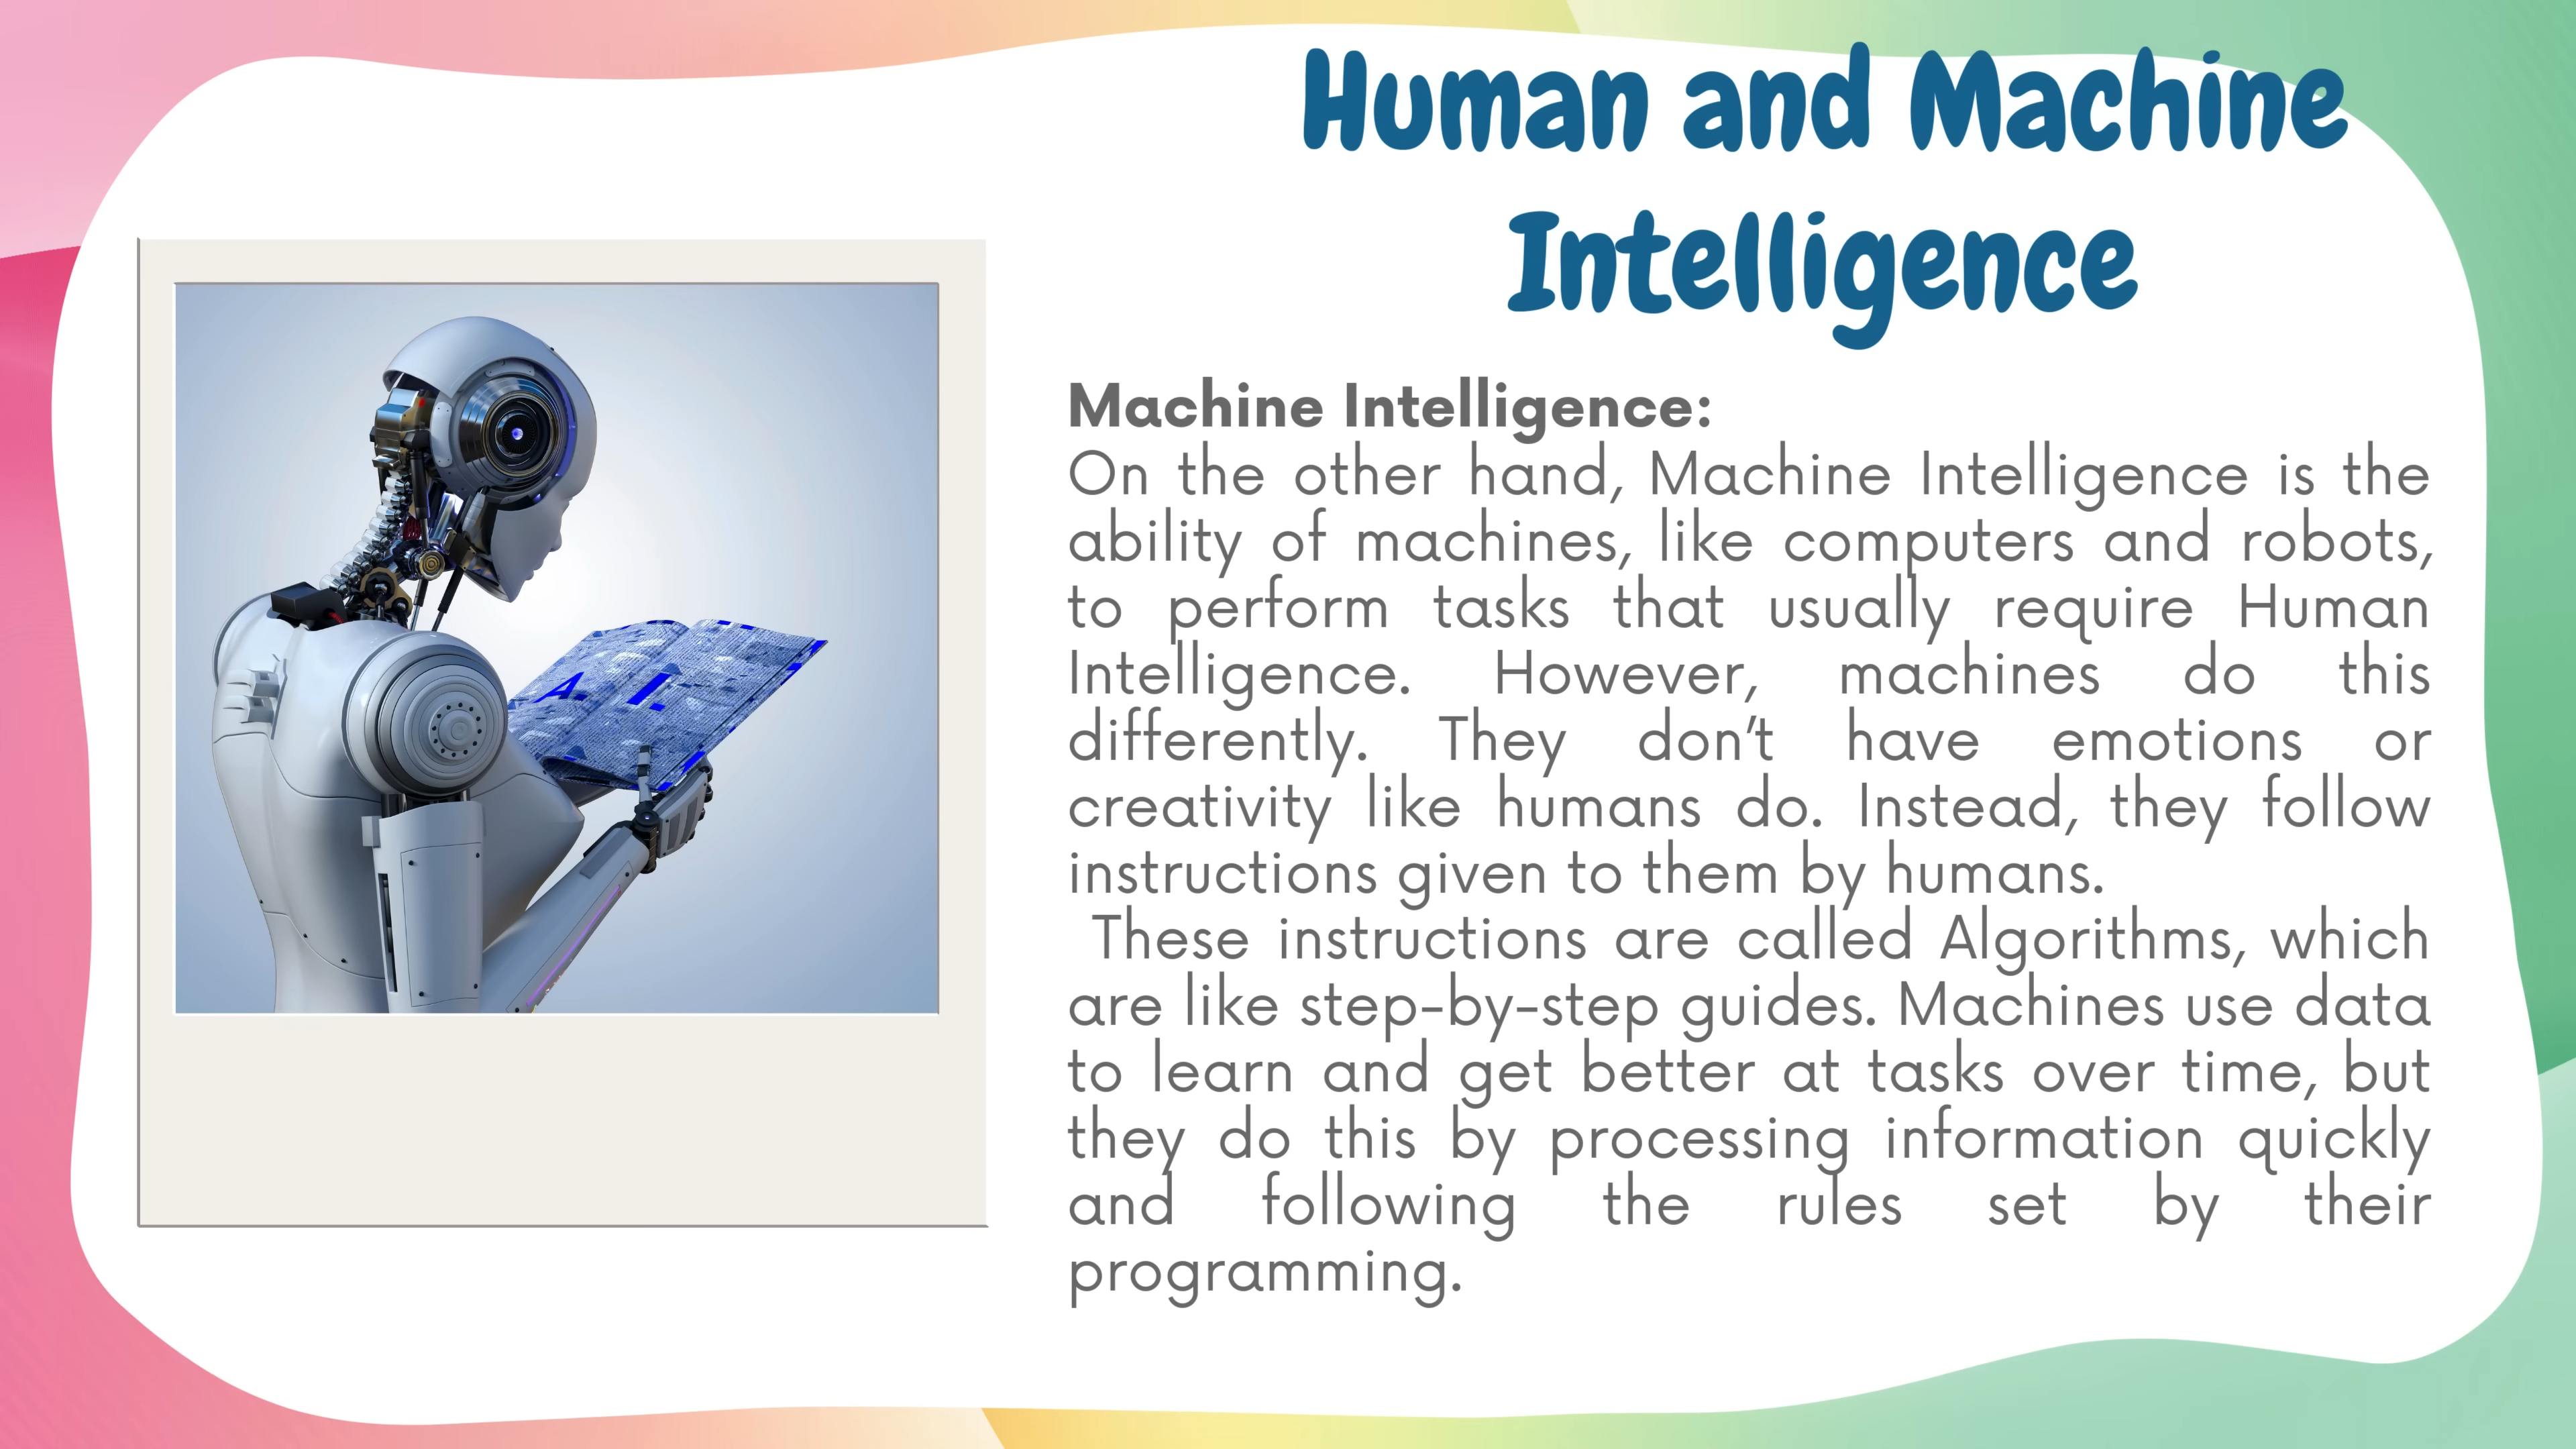 Human and Machine
Intelligence
Machine Intelligence:
On the other hand, Machine Intelligence is the
ability of machines, like computers and robots,
to perform tasks that usually require Human
Intelligence. However, machines do this
differently. They don’t have emotions or
creativity like humans do. Instead, they follow
instructions given to them by humans.
These instructions are called Algorithms, which
are like step-by-step guides. Machines use data
to learn and get better at tasks over time, but
they do this by processing information quickly
and following the rules set by their
programming.
A. I.